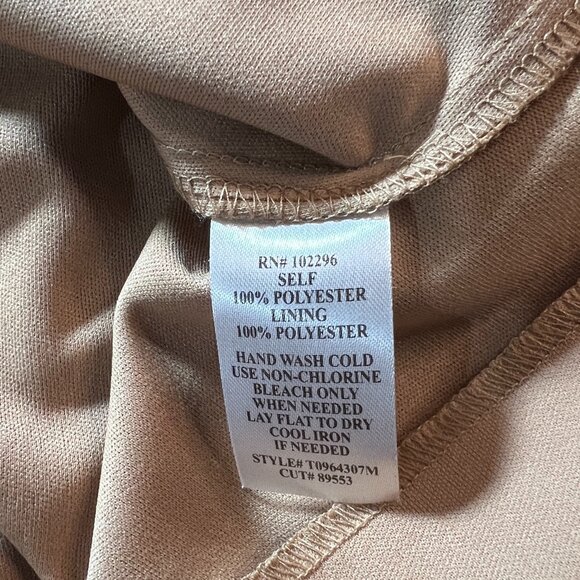 RN# 102296
SELF
100% POLYESTER
LINING
100% POLYESTER
HAND WASH COLD
USE NON-CHLORINE
BLEACH ONLY
WHEN NEEDED
LAY FLAT TO DRY
COOL IRON
IF NEEDED
STYLE# T0964307M
CUT# 89553